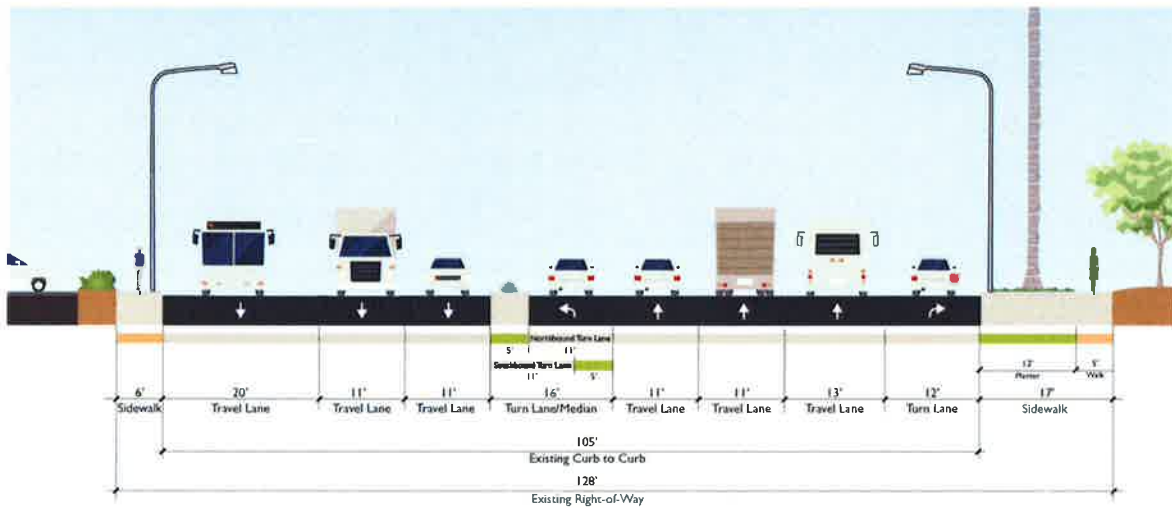 Northbound Turn Lane
5' 11'
Southbound Turn Lane
11' 5'
12' 5'
Planter Walk
6' 20' 11' 11' 16' 11' 11' 13' 12' 17'
Sidewalk Travel Lane Travel Lane Travel Lane Turn Lane/Median Travel Lane Travel Lane Travel Lane Turn Lane Sidewalk
105'
Existing Curb to Curb
128'
Existing Right-of-Way